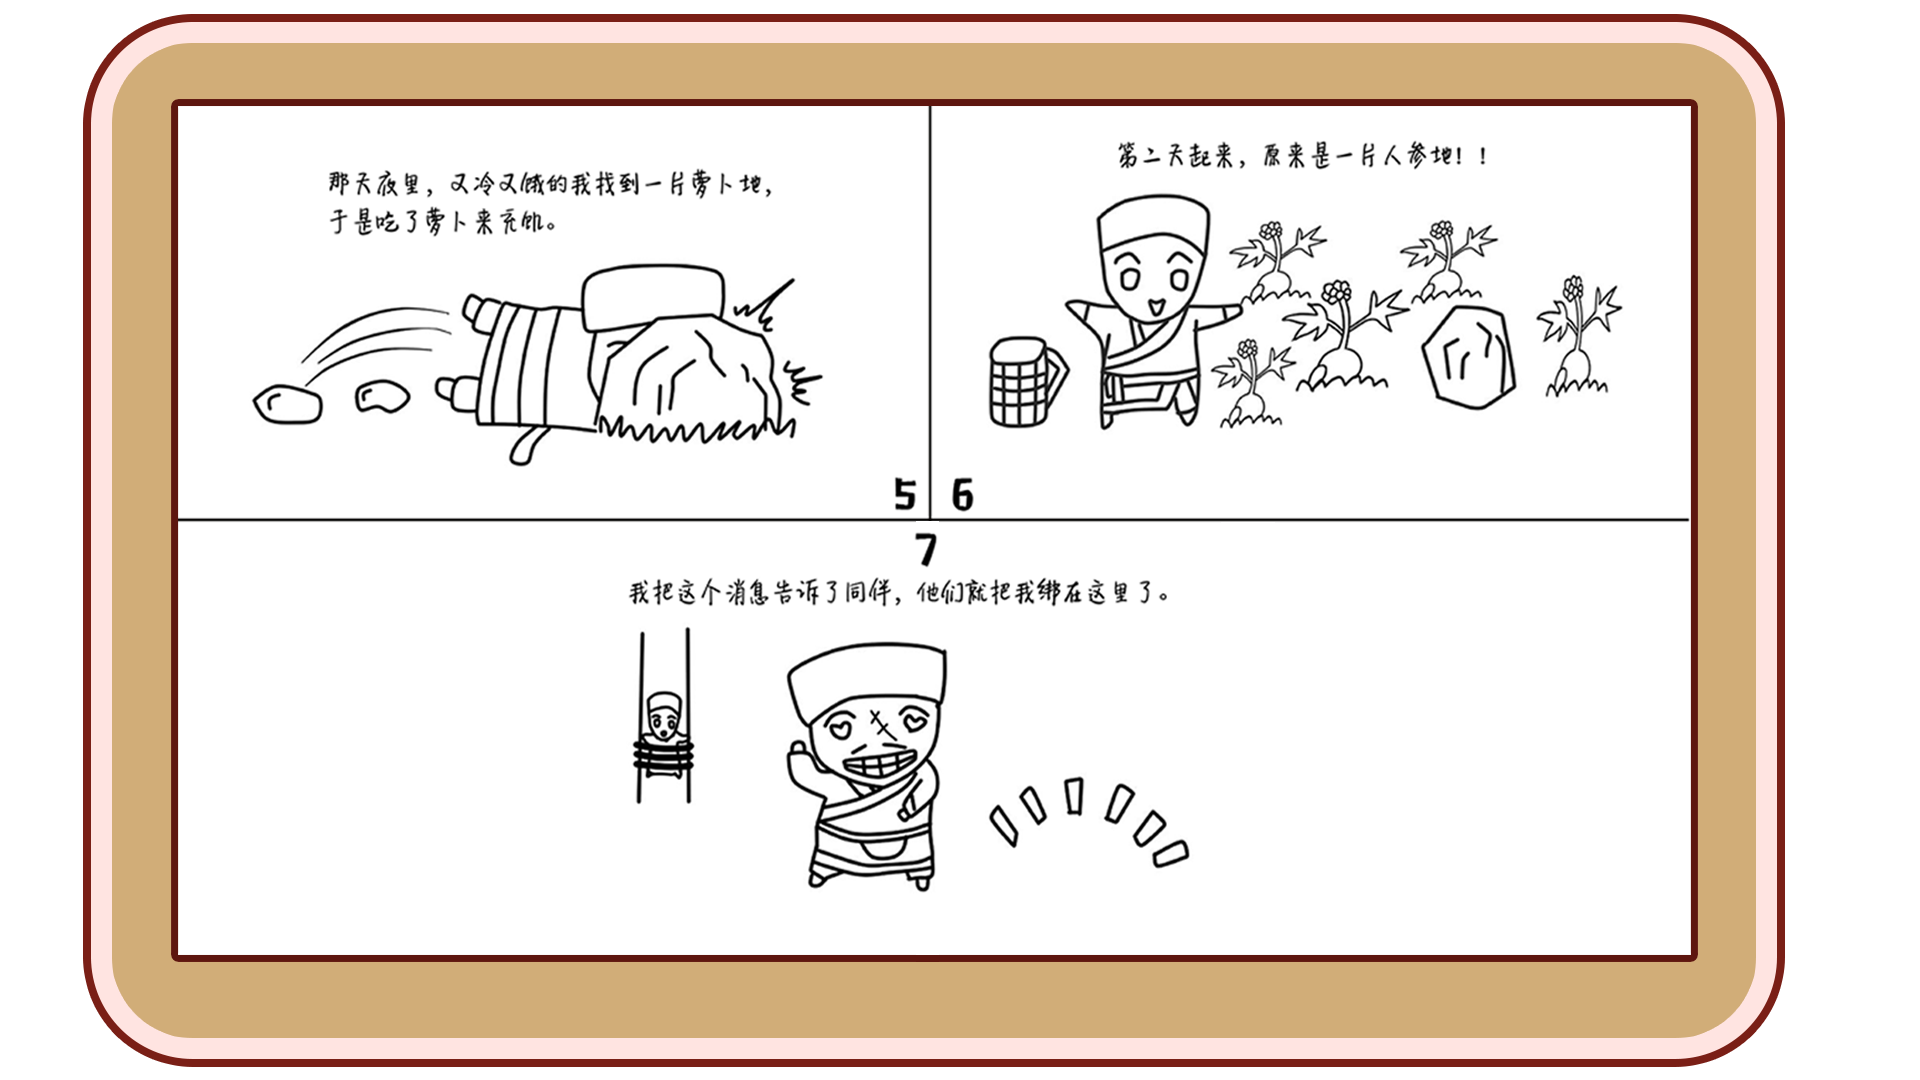 那天夜里，又冷又饿的我找到一片萝卜地，
于是吃了萝卜来充饥。
5
第二天起来，原来是一片人参地！！
6
7
我把这个消息告诉了同伴，他们就把我绑在这里了。